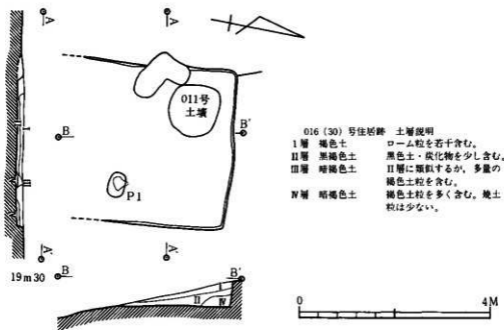 A A
011号
土壙
B B'
P1
I
III
A' A'
016 (30) 号住居跡 土層説明
I層 褐色土 ローム粒を若干含む。
II層 黒褐色土 黒色土・炭化物を少し含む。
III層 暗褐色土 II層に類似するが、多量の
褐色土粒を含む。
IV層 暗褐色土 褐色土粒を多く含む。焼土
粒は少ない。
19m30
B B'
I
II IV
0 4M